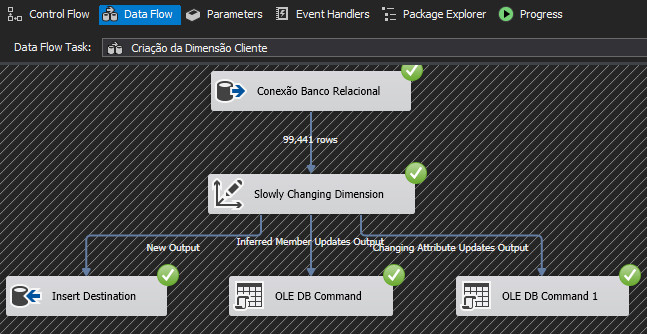 Control Flow Data Flow Parameters Event Handlers Package Explorer Progress
Data Flow Task: Criação da Dimensão Cliente
Conexão Banco Relacional
99,441 rows
Slowly Changing Dimension
New Output Inferred Member Updates Output Changing Attribute Updates Output
Insert Destination OLE DB Command OLE DB Command 1